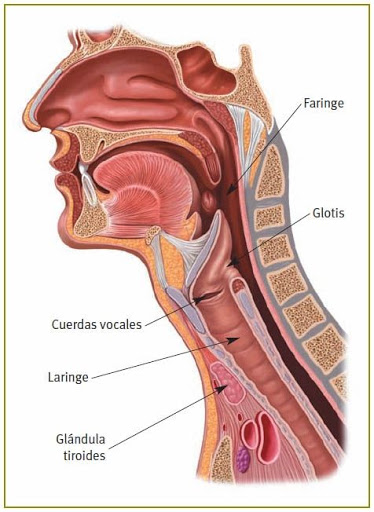 Faringe
Glotis
Cuerdas vocales
Laringe
Glándula
tiroides